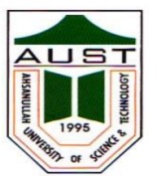 AUST
1995
AHSANULLAH UNIVERSITY OF SCIENCE & TECHNOLOGY